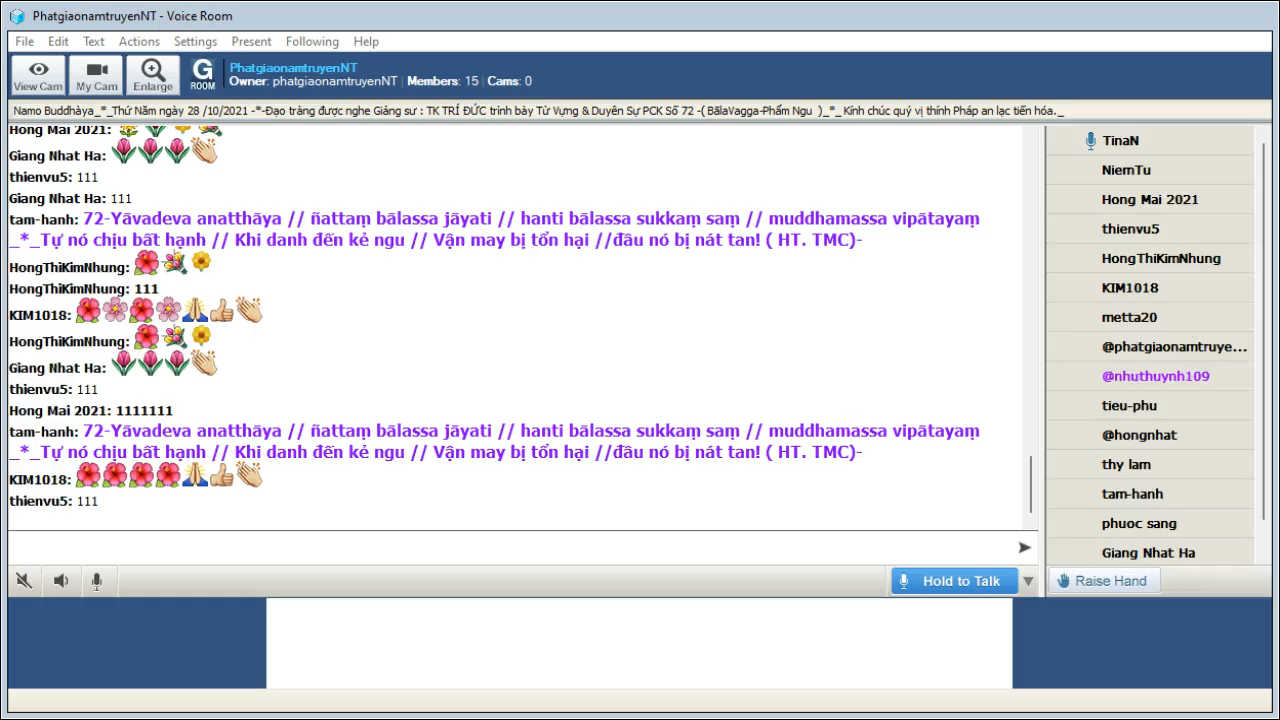 PhatgiaonamtruyenNT - Voice Room
File Edit Text Actions Settings Present Following Help
View Cam My Cam Enlarge G ROOM
PhatgiaonamtruyenNT
Owner: phatgiaonamtruyenNT | Members: 15 | Cams: 0
Namo Buddhàya_*_Thứ Năm ngày 28 /10/2021 -*-Đạo tràng được nghe Giảng sư : TK TRÍ ĐỨC trình bày Từ Vựng & Duyên Sự PCK Số 72 -( BālaVagga-Phẩm Ngu )_*_ Kính chúc quý vị thính Pháp an lạc tiến hóa._
Hong Mai 2021:
Giang Nhat Ha:
thienvu5: 111
Giang Nhat Ha: 111
tam-hanh: 72-Yāvadeva anatthāya // ñattaṃ bālassa jāyati // hanti bālassa sukkaṃ saṃ // muddhamassa vipātayaṃ
_*_Tự nó chịu bất hạnh // Khi danh đến kẻ ngu // Vận may bị tổn hại //đầu nó bị nát tan! ( HT. TMC)-
HongThiKimNhung:
HongThiKimNhung: 111
KIM1018:
HongThiKimNhung:
Giang Nhat Ha:
thienvu5: 111
Hong Mai 2021: 1111111
tam-hanh: 72-Yāvadeva anatthāya // ñattaṃ bālassa jāyati // hanti bālassa sukkaṃ saṃ // muddhamassa vipātayaṃ
_*_Tự nó chịu bất hạnh // Khi danh đến kẻ ngu // Vận may bị tổn hại //đầu nó bị nát tan! ( HT. TMC)-
KIM1018:
thienvu5: 111
TinaN
NiemTu
Hong Mai 2021
thienvu5
HongThiKimNhung
KIM1018
metta20
@phatgiaonamtruye...
@nhuthuynh109
tieu-phu
@hongnhat
thy lam
tam-hanh
phuoc sang
Giang Nhat Ha
Hold to Talk
Raise Hand